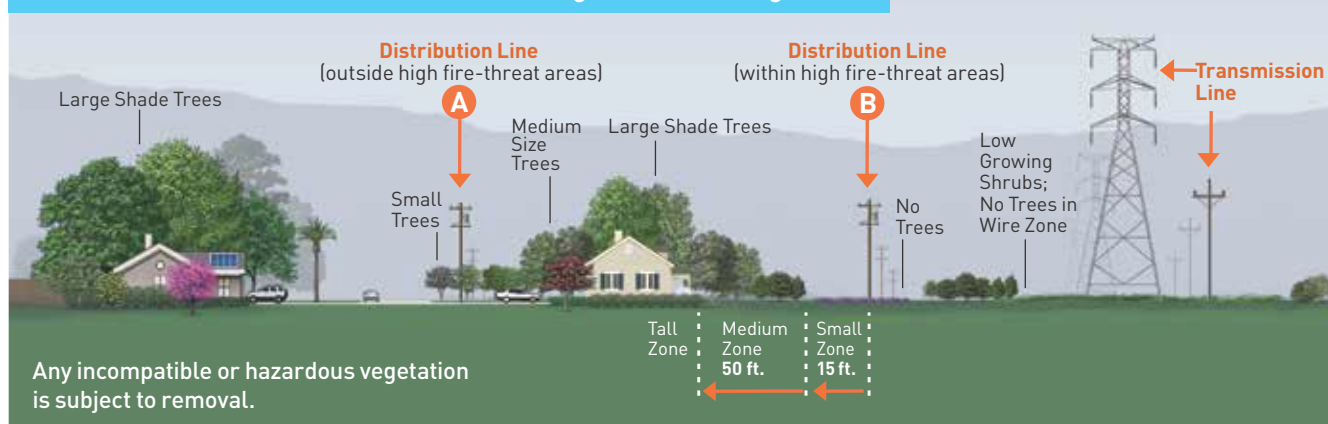 Distribution Line
(outside high fire-threat areas)
A
Distribution Line
(within high fire-threat areas)
B
Transmission
Line
Large Shade Trees
Medium
Size
Trees
Large Shade Trees
Small
Trees
No
Trees
Low
Growing
Shrubs;
No Trees in
Wire Zone
Tall
Zone
Medium
Zone
50 ft.
Small
Zone
15 ft.
Any incompatible or hazardous vegetation
is subject to removal.